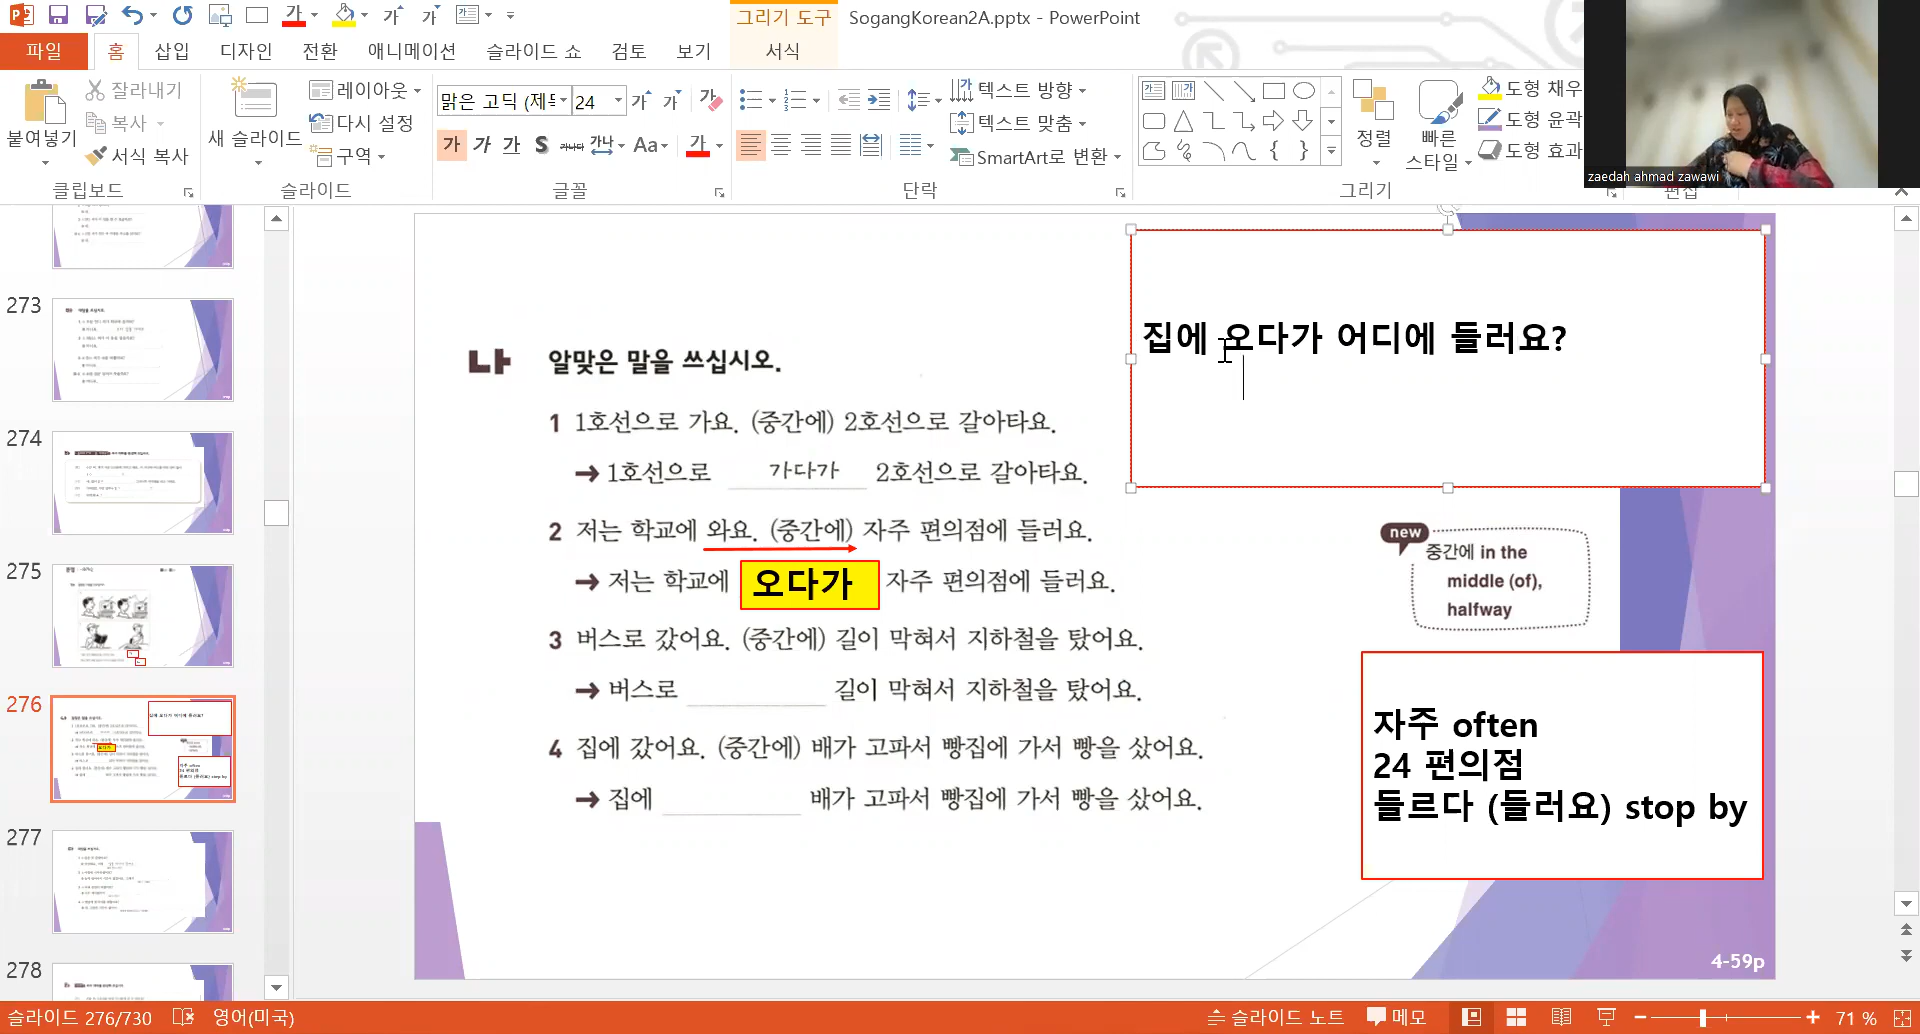 그리기 도구
SogangKorean2A.pptx - PowerPoint
파일 홈 삽입 디자인 전환 애니메이션 슬라이드 쇼 검토 보기 서식
붙여넣기
잘라내기
복사
서식 복사
클립보드
새 슬라이드
레이아웃
다시 설정
구역
슬라이드
맑은 고딕 (제목
24
글꼴
텍스트 방향
텍스트 맞춤
SmartArt로 변환
단락
정렬
빠른 스타일
도형 채우
도형 윤곽
도형 효과
그리기
편집
zaedah ahmad zawawi
273
274
275
276
277
278
집에 오다가 어디에 들러요?
나 알맞은 말을 쓰십시오.
1 1호선으로 가요. (중간에) 2호선으로 갈아타요.
→ 1호선으로 가다가 2호선으로 갈아타요.
2 저는 학교에 와요. (중간에) 자주 편의점에 들러요.
→ 저는 학교에 오다가 자주 편의점에 들러요.
3 버스로 갔어요. (중간에) 길이 막혀서 지하철을 탔어요.
→ 버스로 길이 막혀서 지하철을 탔어요.
4 집에 갔어요. (중간에) 배가 고파서 빵집에 가서 빵을 샀어요.
→ 집에 배가 고파서 빵집에 가서 빵을 샀어요.
new
중간에 in the
middle (of),
halfway
자주 often
24 편의점
들르다 (들러요) stop by
4-59p
슬라이드 276/730 영어(미국) 슬라이드 노트 메모 71 %